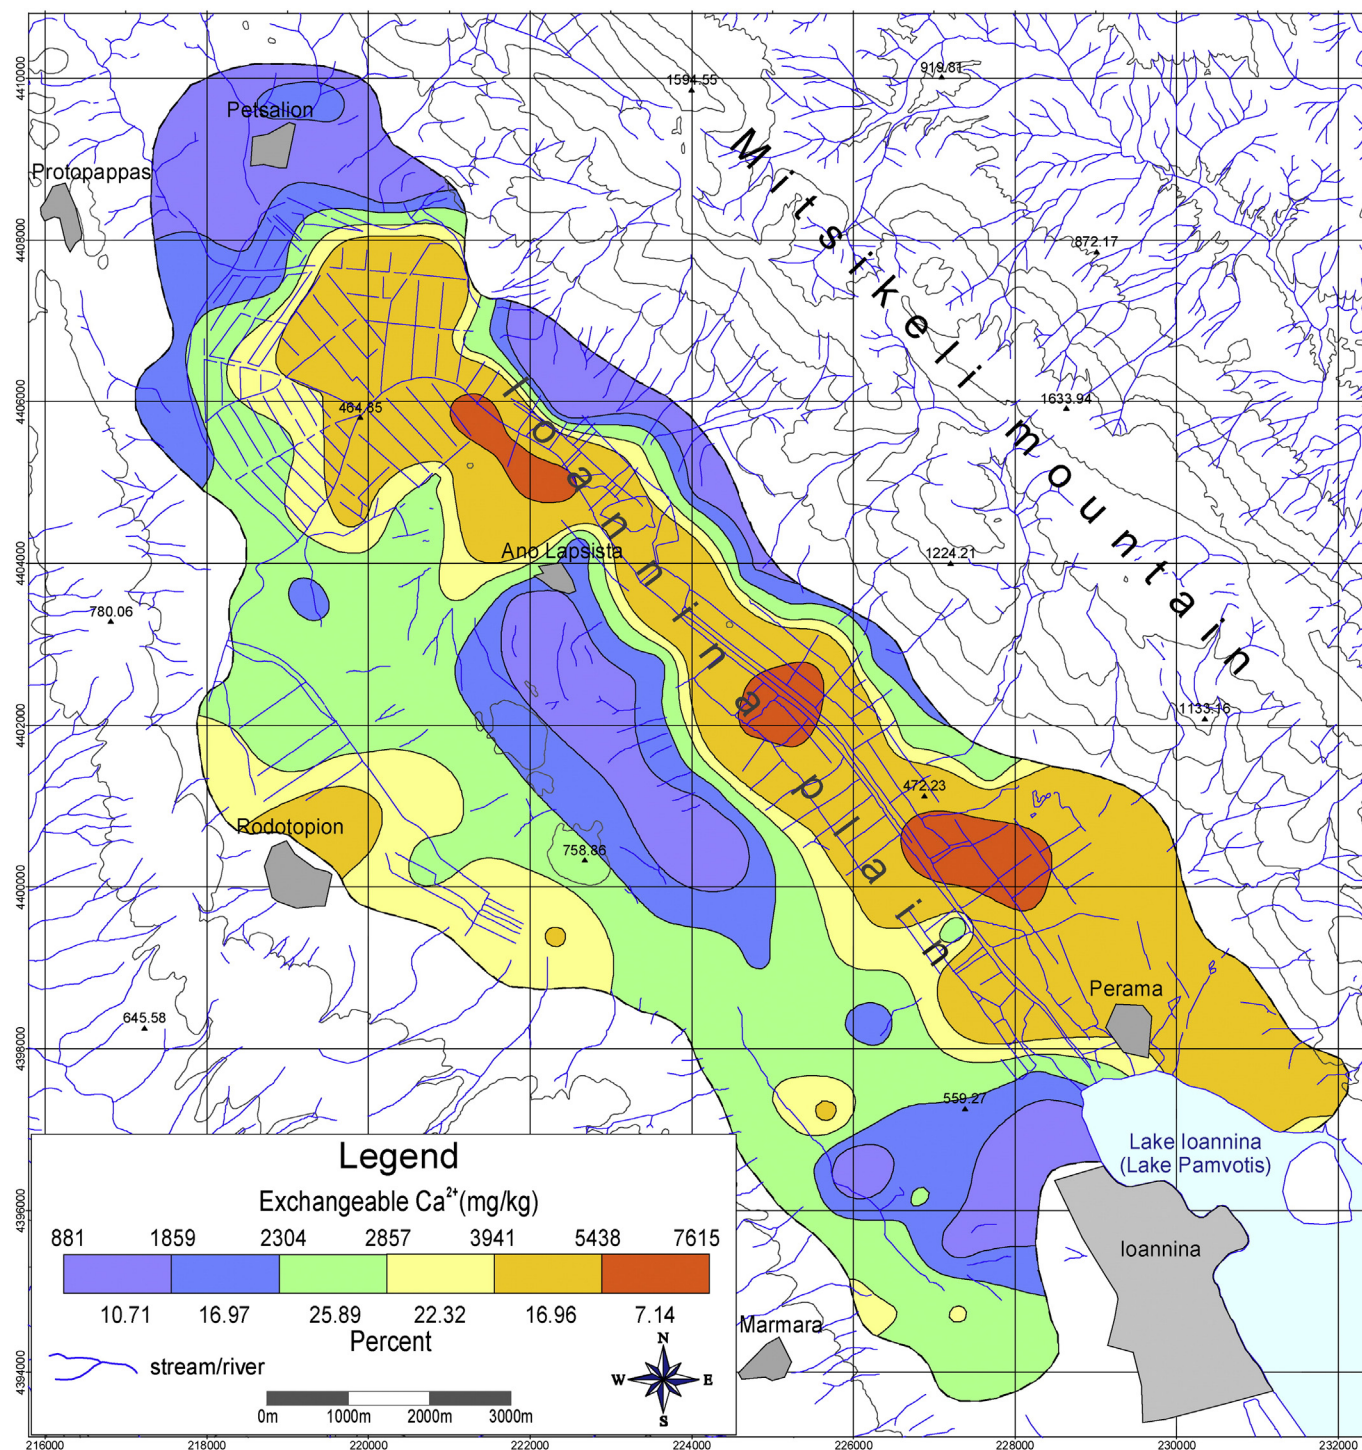 1594.55
919.81
Petsalion
Protopappas
Mitsikeli mountain
872.17
1633.94
464.85
Ioannina plain
Ano Lapsista
1224.21
780.06
1133.16
472.23
Rodotopion
758.86
645.58
Perama
559.27
Lake Ioannina
(Lake Pamvotis)
Ioannina
Marmara
Legend
Exchangeable Ca²⁺(mg/kg)
881 1859 2304 2857 3941 5438 7615
10.71 16.97 25.89 22.32 16.96 7.14
Percent
stream/river
N
W E
S
0m 1000m 2000m 3000m
4410000
4408000
4406000
4404000
4402000
4400000
4398000
4396000
4394000
216000 218000 220000 222000 224000 226000 228000 230000 232000